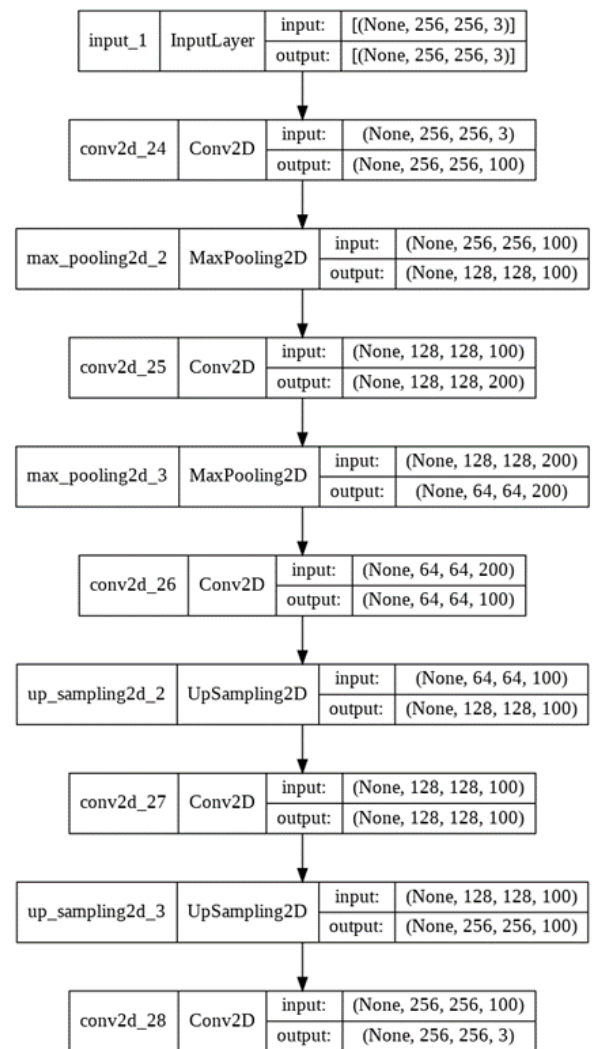 input_1 InputLayer input: [(None, 256, 256, 3)]
output: [(None, 256, 256, 3)]
conv2d_24 Conv2D input: (None, 256, 256, 3)
output: (None, 256, 256, 100)
max_pooling2d_2 MaxPooling2D input: (None, 256, 256, 100)
output: (None, 128, 128, 100)
conv2d_25 Conv2D input: (None, 128, 128, 100)
output: (None, 128, 128, 200)
max_pooling2d_3 MaxPooling2D input: (None, 128, 128, 200)
output: (None, 64, 64, 200)
conv2d_26 Conv2D input: (None, 64, 64, 200)
output: (None, 64, 64, 100)
up_sampling2d_2 UpSampling2D input: (None, 64, 64, 100)
output: (None, 128, 128, 100)
conv2d_27 Conv2D input: (None, 128, 128, 100)
output: (None, 128, 128, 100)
up_sampling2d_3 UpSampling2D input: (None, 128, 128, 100)
output: (None, 256, 256, 100)
conv2d_28 Conv2D input: (None, 256, 256, 100)
output: (None, 256, 256, 3)